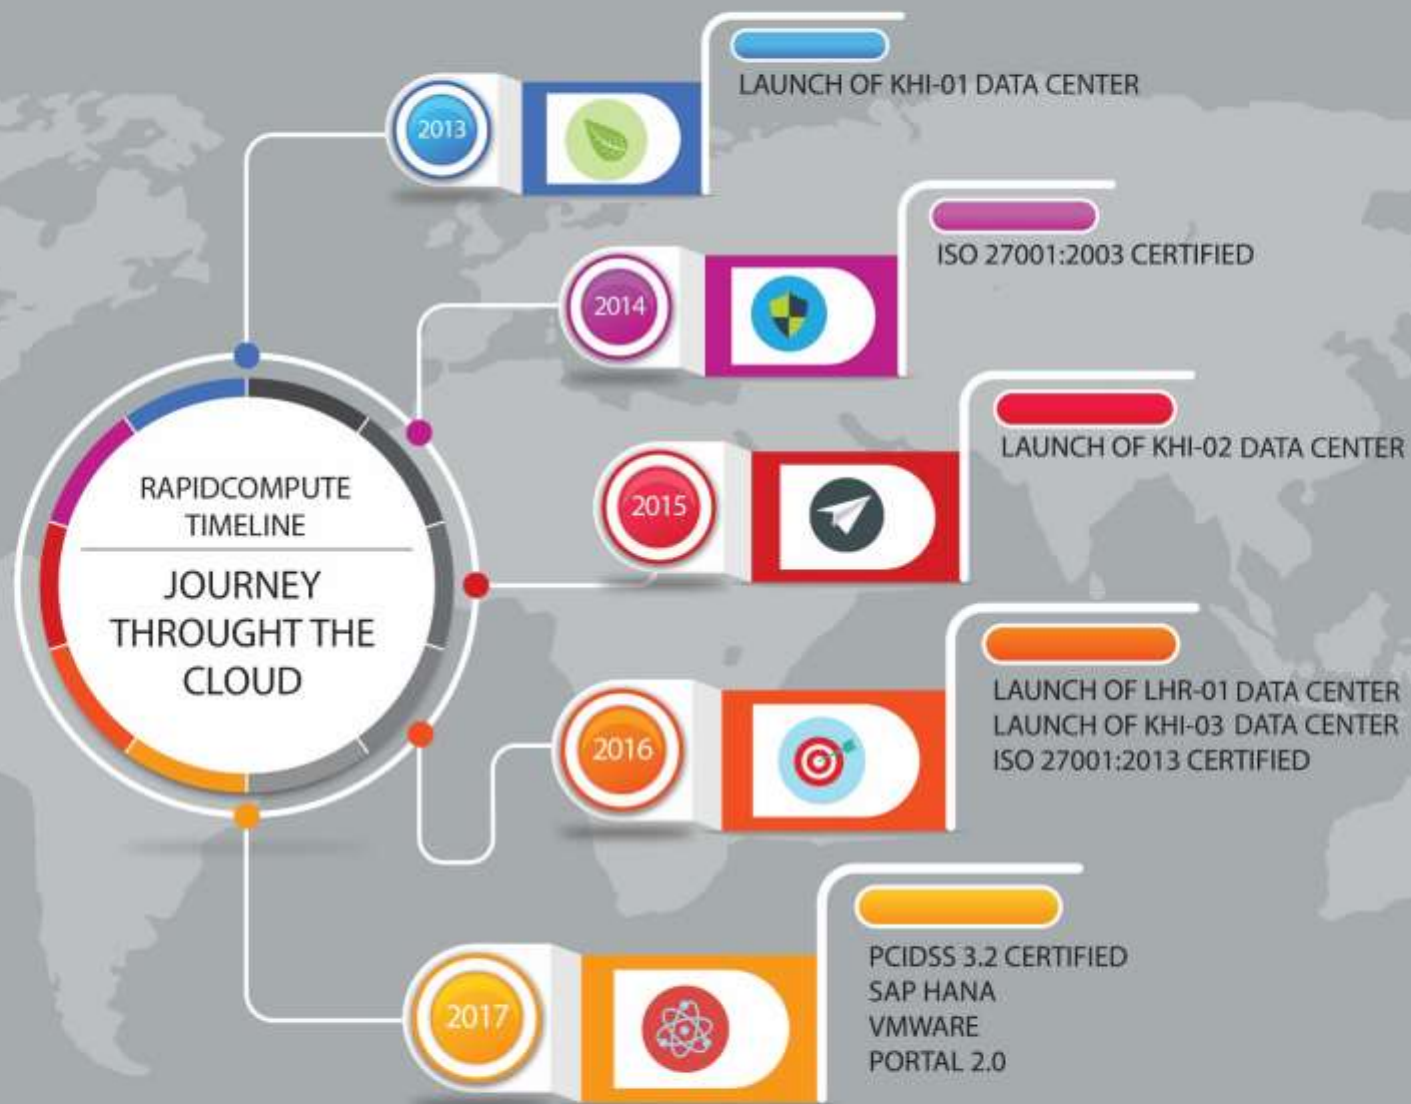 LAUNCH OF KHI-01 DATA CENTER
2013
ISO 27001:2003 CERTIFIED
2014
LAUNCH OF KHI-02 DATA CENTER
2015
RAPIDCOMPUTE
TIMELINE
JOURNEY
THROUGHT THE
CLOUD
LAUNCH OF LHR-01 DATA CENTER
LAUNCH OF KHI-03 DATA CENTER
ISO 27001:2013 CERTIFIED
2016
PCIDSS 3.2 CERTIFIED
SAP HANA
VMWARE
PORTAL 2.0
2017